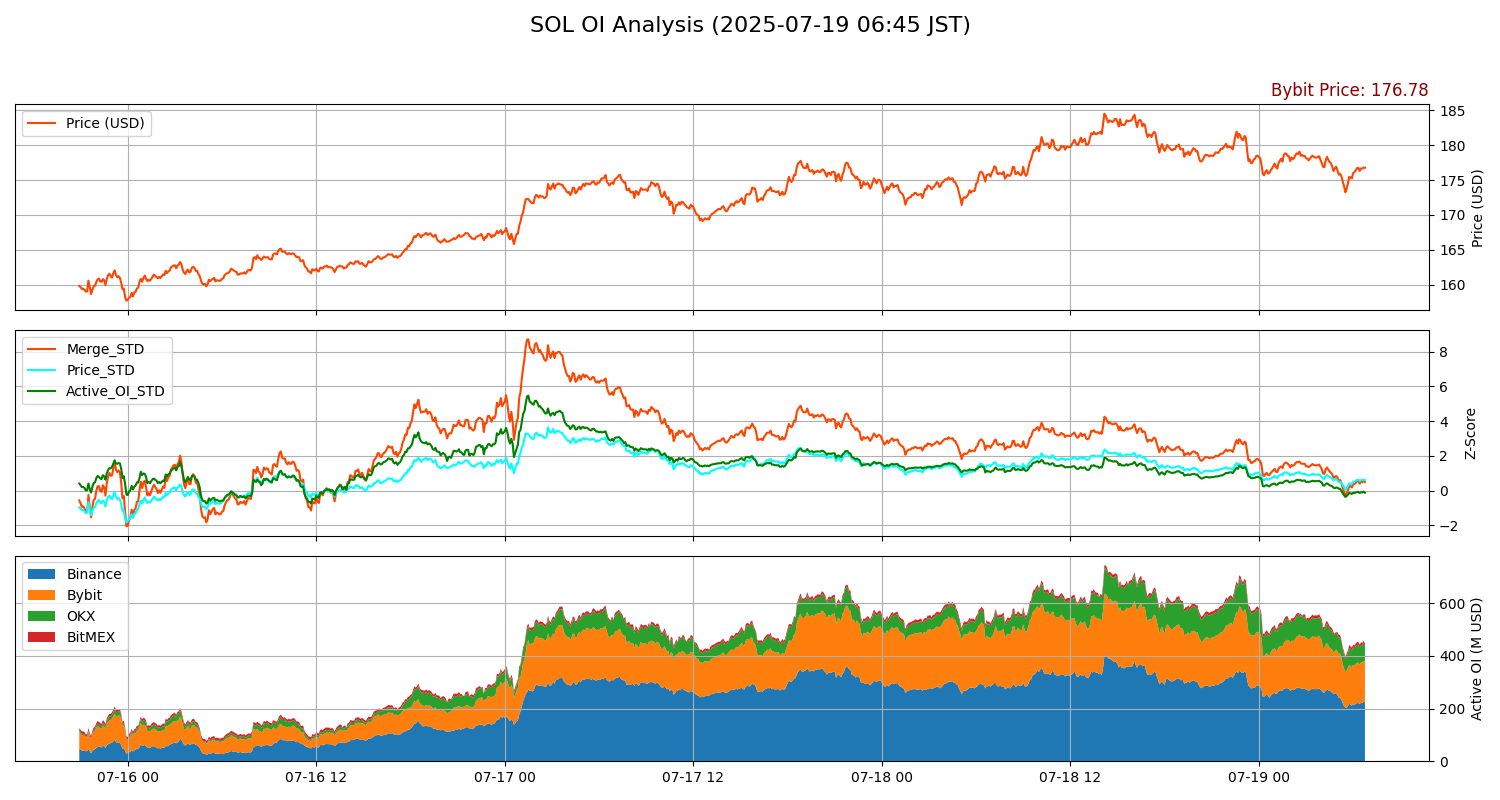 SOL OI Analysis (2025-07-19 06:45 JST)
Bybit Price: 176.78
Price (USD)
185
180
175
170
165
160
Price (USD)
Merge_STD
Price_STD
Active_OI_STD
8
6
4
2
0
−2
Z-Score
Binance
Bybit
OKX
BitMEX
600
400
200
0
Active OI (M USD)
07-16 00
07-16 12
07-17 00
07-17 12
07-18 00
07-18 12
07-19 00